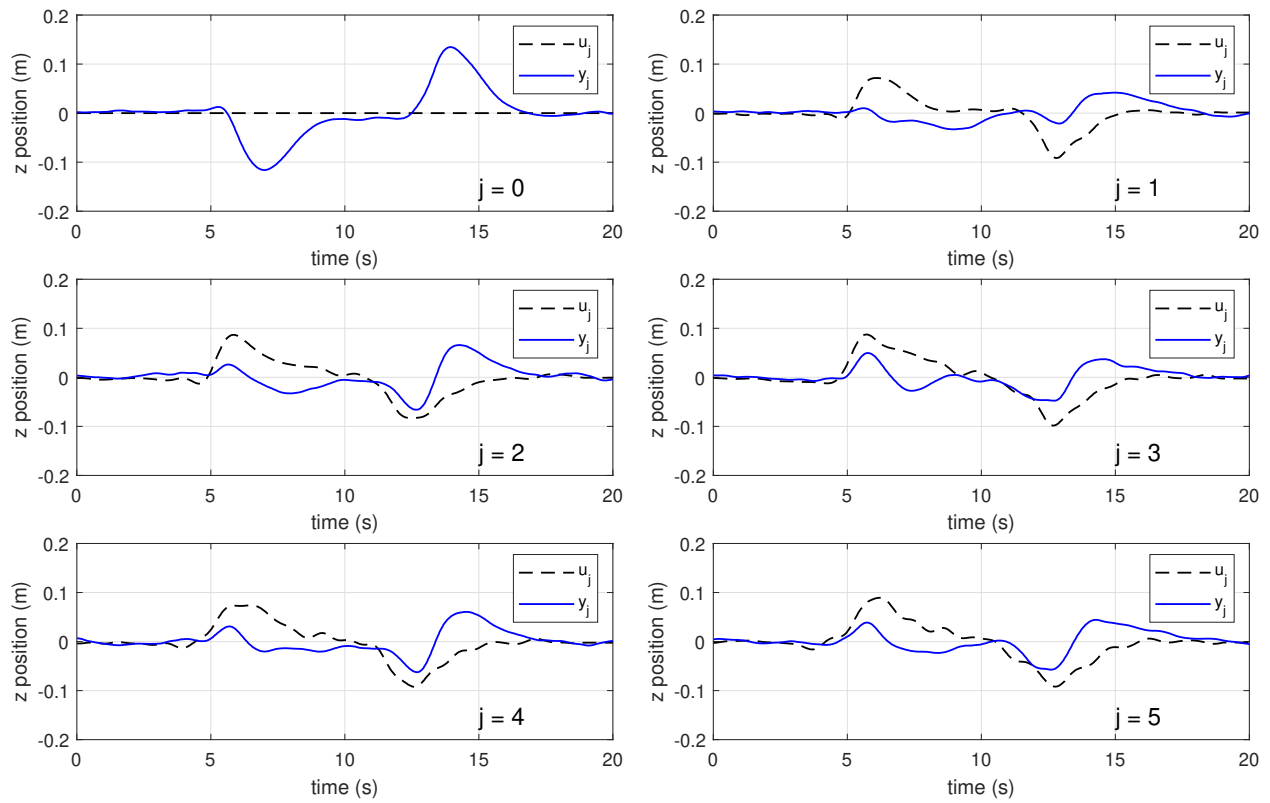 0.2
0.1
0
-0.1
-0.2
z position (m)
u_j
y_j
j = 0
0 5 10 15 20
time (s)
0.2
0.1
0
-0.1
-0.2
z position (m)
u_j
y_j
j = 1
0 5 10 15 20
time (s)
0.2
0.1
0
-0.1
-0.2
z position (m)
u_j
y_j
j = 2
0 5 10 15 20
time (s)
0.2
0.1
0
-0.1
-0.2
z position (m)
u_j
y_j
j = 3
0 5 10 15 20
time (s)
0.2
0.1
0
-0.1
-0.2
z position (m)
u_j
y_j
j = 4
0 5 10 15 20
time (s)
0.2
0.1
0
-0.1
-0.2
z position (m)
u_j
y_j
j = 5
0 5 10 15 20
time (s)